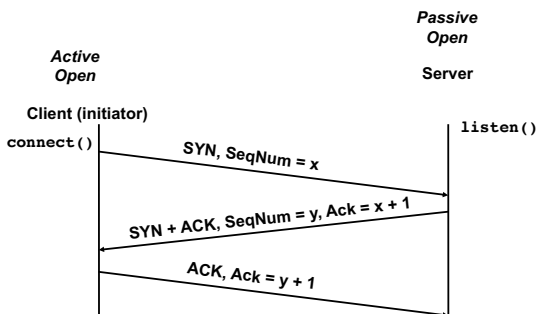 Passive
Open
Active
Open
Server
Client (initiator)
listen()
connect()
SYN, SeqNum = x
SYN + ACK, SeqNum = y, Ack = x + 1
ACK, Ack = y + 1